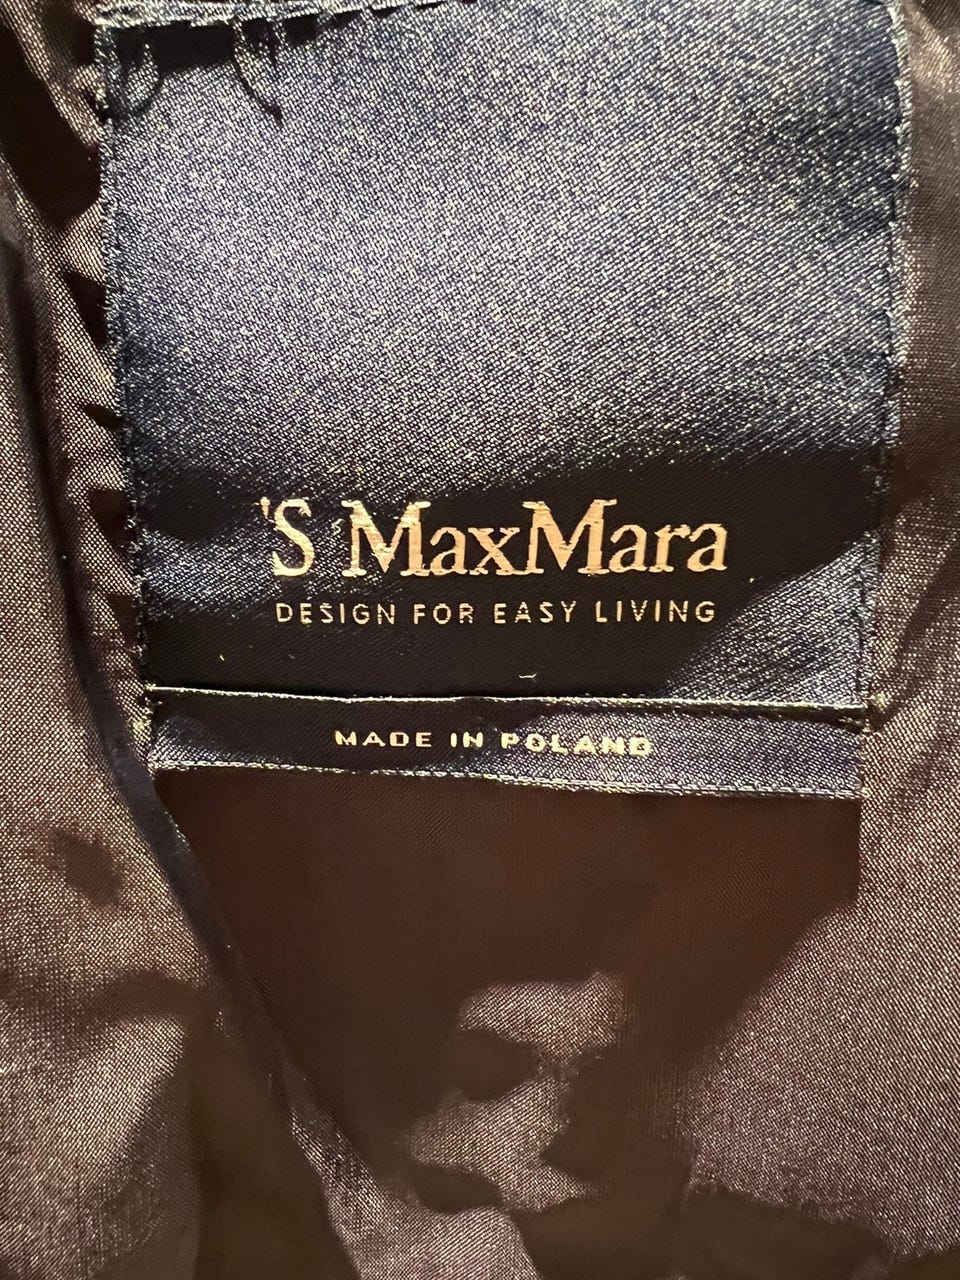 'S MaxMara
DESIGN FOR EASY LIVING
MADE IN POLAND